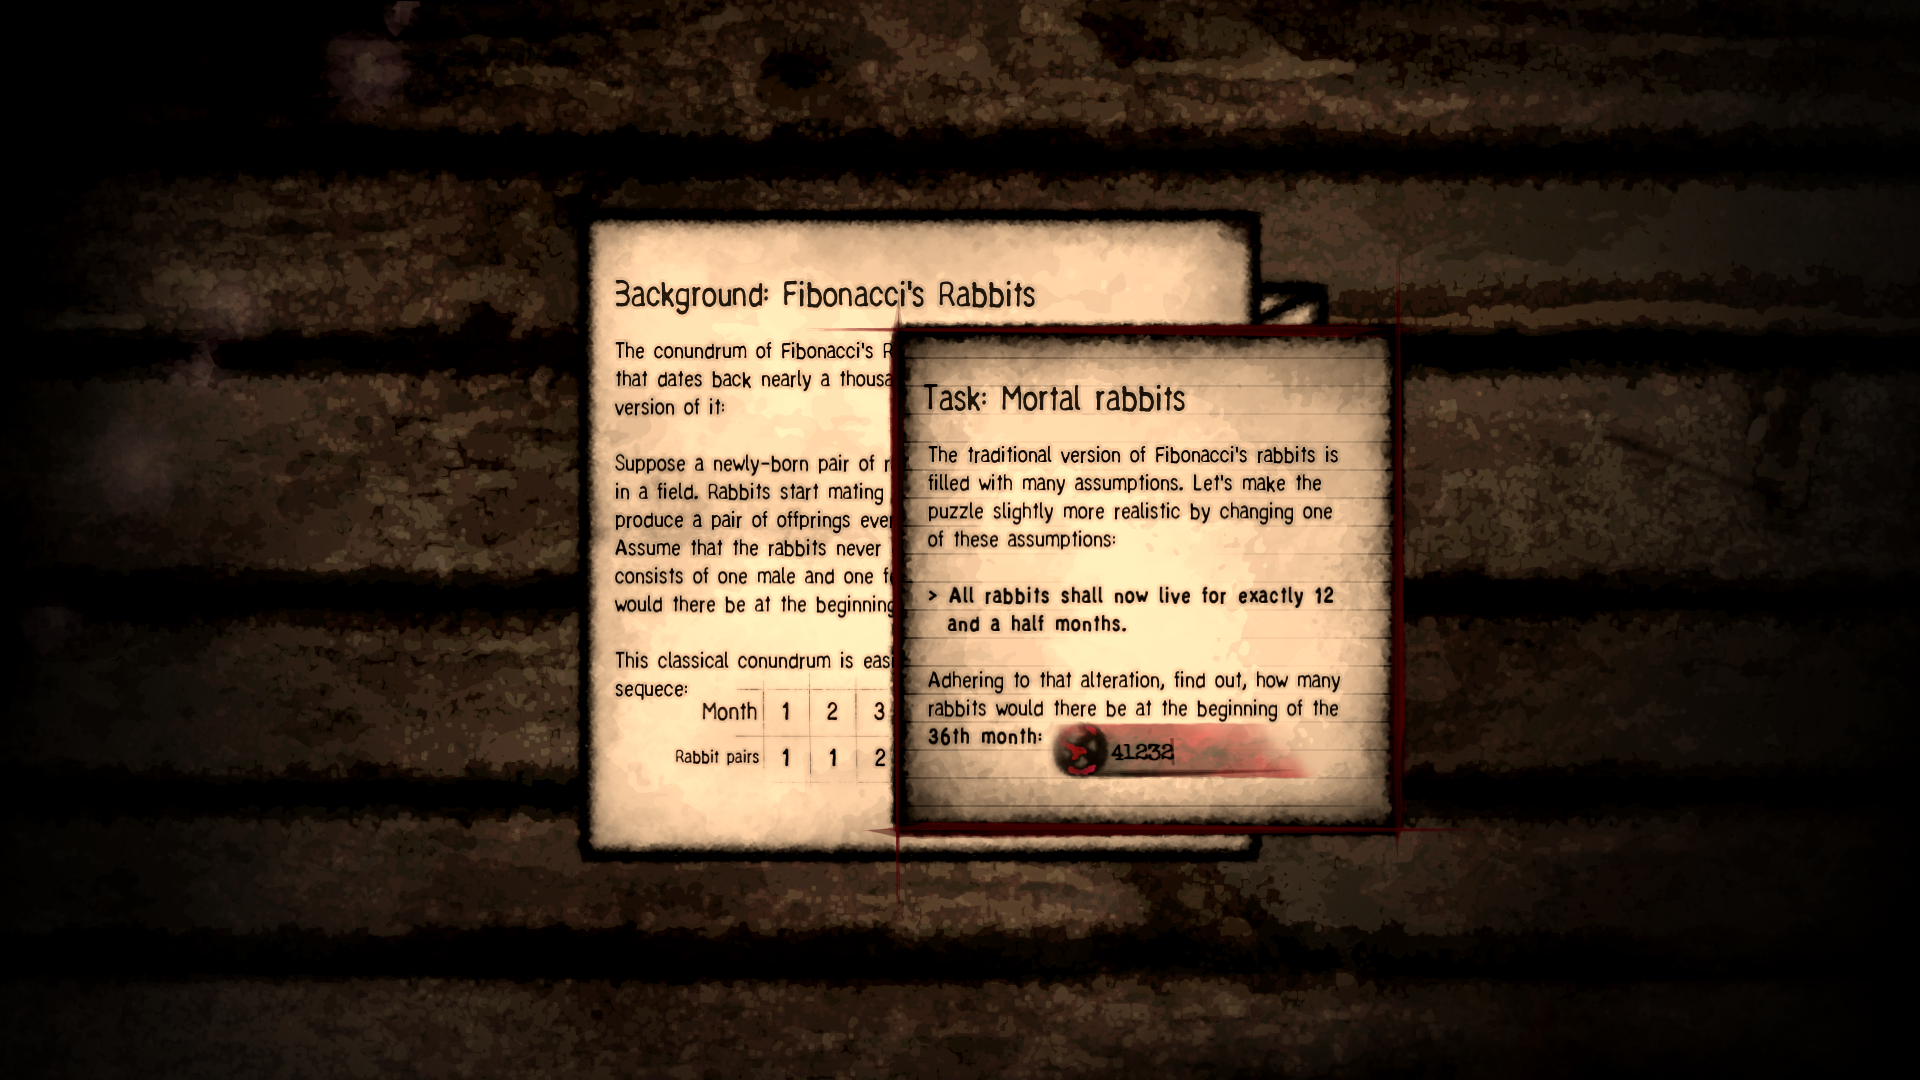 Background: Fibonacci's Rabbits
The conundrum of Fibonacci's
that dates back nearly a
version of it:
Suppose a newly-born pair of
in a field. Rabbits start mating
produce a pair of offprings
Assume that the rabbits never
consists of one male and one
would there be at the beginning
This classical conundrum is
sequece:
Month 1 2 3
Rabbit pairs 1 1 2
Task: Mortal rabbits
The traditional version of Fibonacci's rabbits is
filled with many assumptions. Let's make the
puzzle slightly more realistic by changing one
of these assumptions:
> All rabbits shall now live for exactly 12
and a half months.
Adhering to that alteration, find out, how many
rabbits would there be at the beginning of the
36th month: 41232